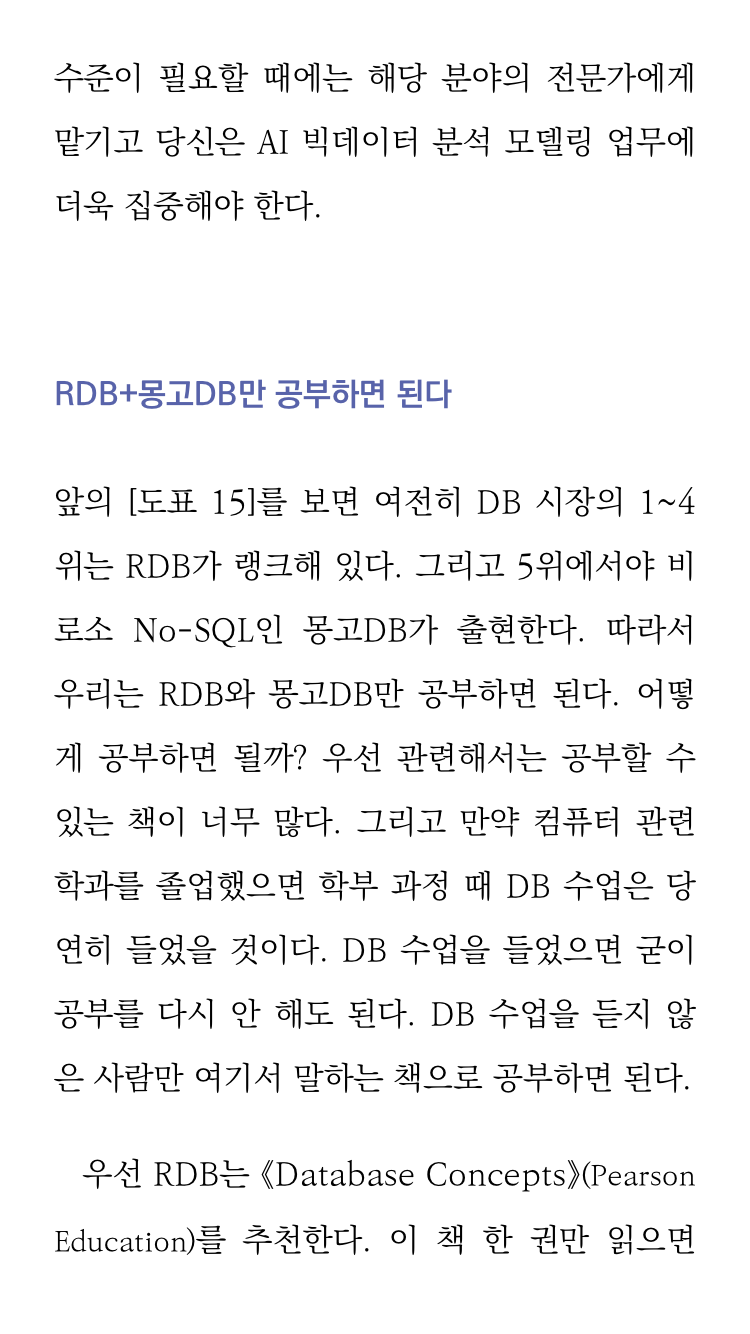 수준이 필요할 때에는 해당 분야의 전문가에게
맡기고 당신은 AI 빅데이터 분석 모델링 업무에
더욱 집중해야 한다.
RDB+몽고DB만 공부하면 된다
앞의 [도표 15]를 보면 여전히 DB 시장의 1~4
위는 RDB가 랭크해 있다. 그리고 5위에서야 비
로소 No-SQL인 몽고DB가 출현한다. 따라서
우리는 RDB와 몽고DB만 공부하면 된다. 어떻
게 공부하면 될까? 우선 관련해서는 공부할 수
있는 책이 너무 많다. 그리고 만약 컴퓨터 관련
학과를 졸업했으면 학부 과정 때 DB 수업은 당
연히 들었을 것이다. DB 수업을 들었으면 굳이
공부를 다시 안 해도 된다. DB 수업을 듣지 않
은 사람만 여기서 말하는 책으로 공부하면 된다.
우선 RDB는 《Database Concepts》(Pearson
Education)를 추천한다. 이 책 한 권만 읽으면